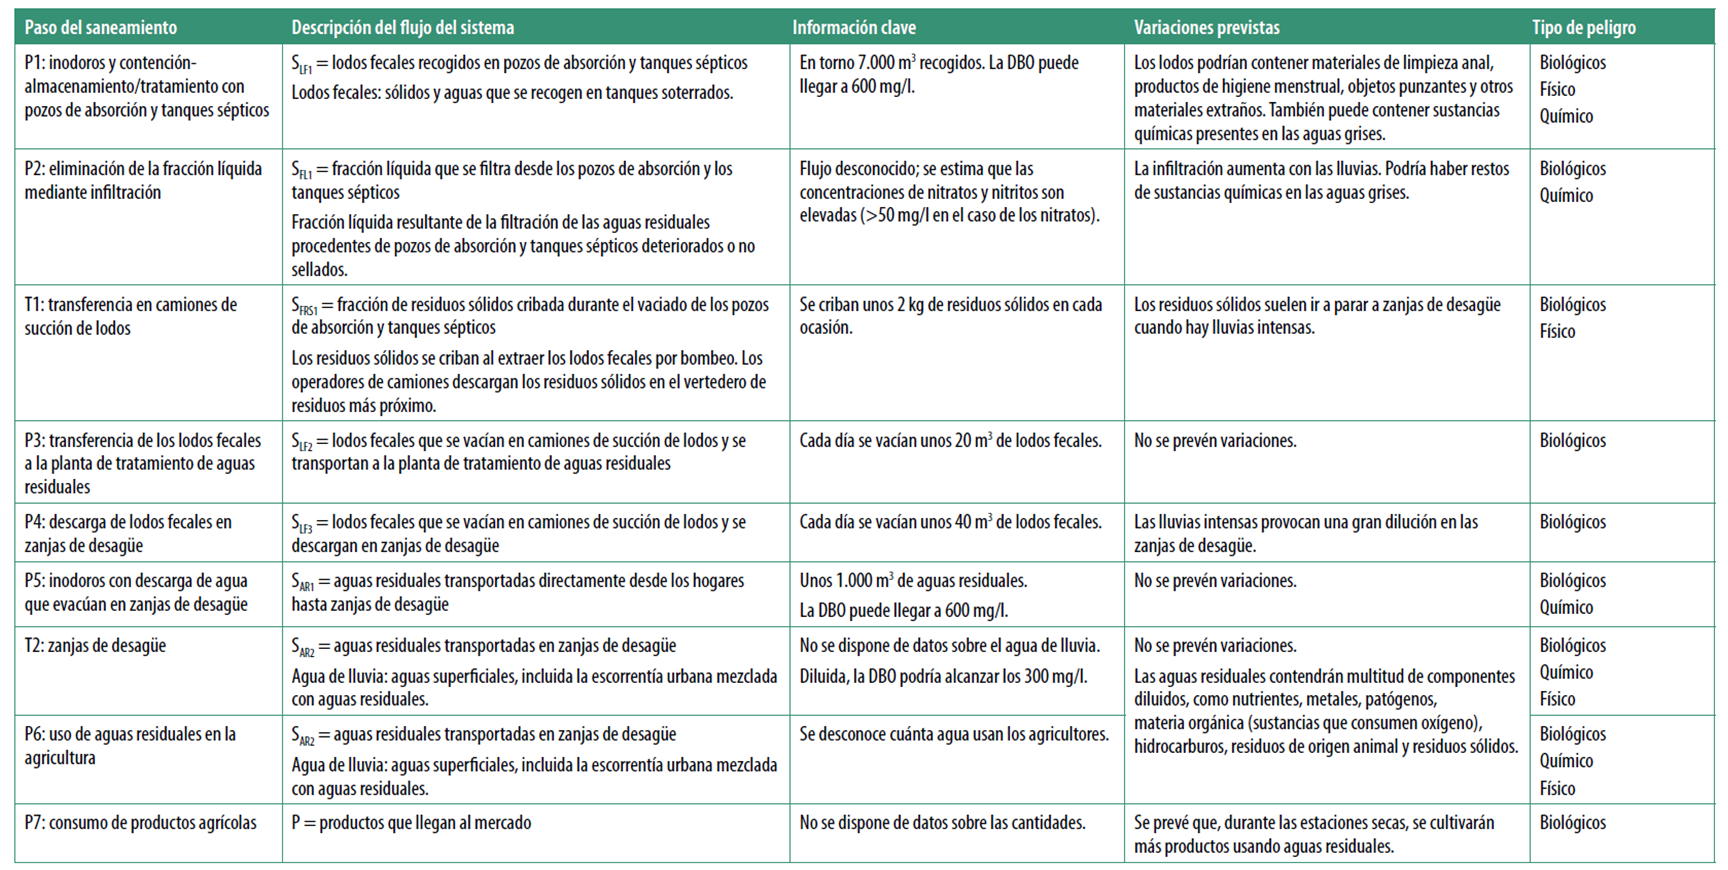 Paso del saneamiento
Descripción del flujo del sistema
Información clave
Variaciones previstas
Tipo de peligro
P1: inodoros y contención-
almacenamiento/tratamiento con
pozos de absorción y tanques sépticos
SLF1 = lodos fecales recogidos en pozos de absorción y tanques sépticos
Lodos fecales: sólidos y aguas que se recogen en tanques soterrados.
En torno 7.000 m³ recogidos. La DBO puede
llegar a 600 mg/l.
Los lodos podrían contener materiales de limpieza anal,
productos de higiene menstrual, objetos punzantes y otros
materiales extraños. También puede contener sustancias
químicas presentes en las aguas grises.
Biológicos
Físico
Químico
P2: eliminación de la fracción líquida
mediante infiltración
SFL1 = fracción líquida que se filtra desde los pozos de absorción y los
tanques sépticos
Fracción líquida resultante de la filtración de las aguas residuales
procedentes de pozos de absorción y tanques sépticos deteriorados o no
sellados.
Flujo desconocido; se estima que las
concentraciones de nitratos y nitritos son
elevadas (>50 mg/l en el caso de los nitratos).
La infiltración aumenta con las lluvias. Podría haber restos
de sustancias químicas en las aguas grises.
Biológicos
Químico
T1: transferencia en camiones de
succión de lodos
SFRS1 = fracción de residuos sólidos cribada durante el vaciado de los pozos
de absorción y tanques sépticos
Los residuos sólidos se criban al extraer los lodos fecales por bombeo. Los
operadores de camiones descargan los residuos sólidos en el vertedero de
residuos más próximo.
Se criban unos 2 kg de residuos sólidos en cada
ocasión.
Los residuos sólidos suelen ir a parar a zanjas de desagüe
cuando hay lluvias intensas.
Biológicos
Físico
P3: transferencia de los lodos fecales
a la planta de tratamiento de aguas
residuales
SLF2 = lodos fecales que se vacían en camiones de succión de lodos y se
transportan a la planta de tratamiento de aguas residuales
Cada día se vacían unos 20 m³ de lodos fecales.
No se prevén variaciones.
Biológicos
P4: descarga de lodos fecales en
zanjas de desagüe
SLF3 = lodos fecales que se vacían en camiones de succión de lodos y se
descargan en zanjas de desagüe
Cada día se vacían unos 40 m³ de lodos fecales.
Las lluvias intensas provocan una gran dilución en las
zanjas de desagüe.
Biológicos
P5: inodoros con descarga de agua
que evacúan en zanjas de desagüe
SAR1 = aguas residuales transportadas directamente desde los hogares
hasta zanjas de desagüe
Unos 1.000 m³ de aguas residuales.
La DBO puede llegar a 600 mg/l.
No se prevén variaciones.
Biológicos
Químico
T2: zanjas de desagüe
SAR2 = aguas residuales transportadas en zanjas de desagüe
Agua de lluvia: aguas superficiales, incluida la escorrentía urbana mezclada
con aguas residuales.
No se dispone de datos sobre el agua de lluvia.
Diluida, la DBO podría alcanzar los 300 mg/l.
No se prevén variaciones.
Las aguas residuales contendrán multitud de componentes
diluidos, como nutrientes, metales, patógenos,
materia orgánica (sustancias que consumen oxígeno),
hidrocarburos, residuos de origen animal y residuos sólidos.
Biológicos
Químico
Físico
P6: uso de aguas residuales en la
agricultura
SAR2 = aguas residuales transportadas en zanjas de desagüe
Agua de lluvia: aguas superficiales, incluida la escorrentía urbana mezclada
con aguas residuales.
Se desconoce cuánta agua usan los agricultores.
Biológicos
Químico
Físico
P7: consumo de productos agrícolas
P = productos que llegan al mercado
No se dispone de datos sobre las cantidades.
Se prevé que, durante las estaciones secas, se cultivarán
más productos usando aguas residuales.
Biológicos